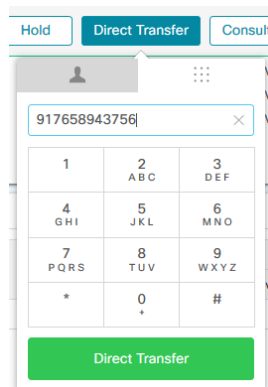 Hold Direct Transfer Consult
917658943756
1 2 3
ABC DEF
4 5 6
GHI JKL MNO
7 8 9
PQRS TUV WXYZ
* 0 #
+
Direct Transfer